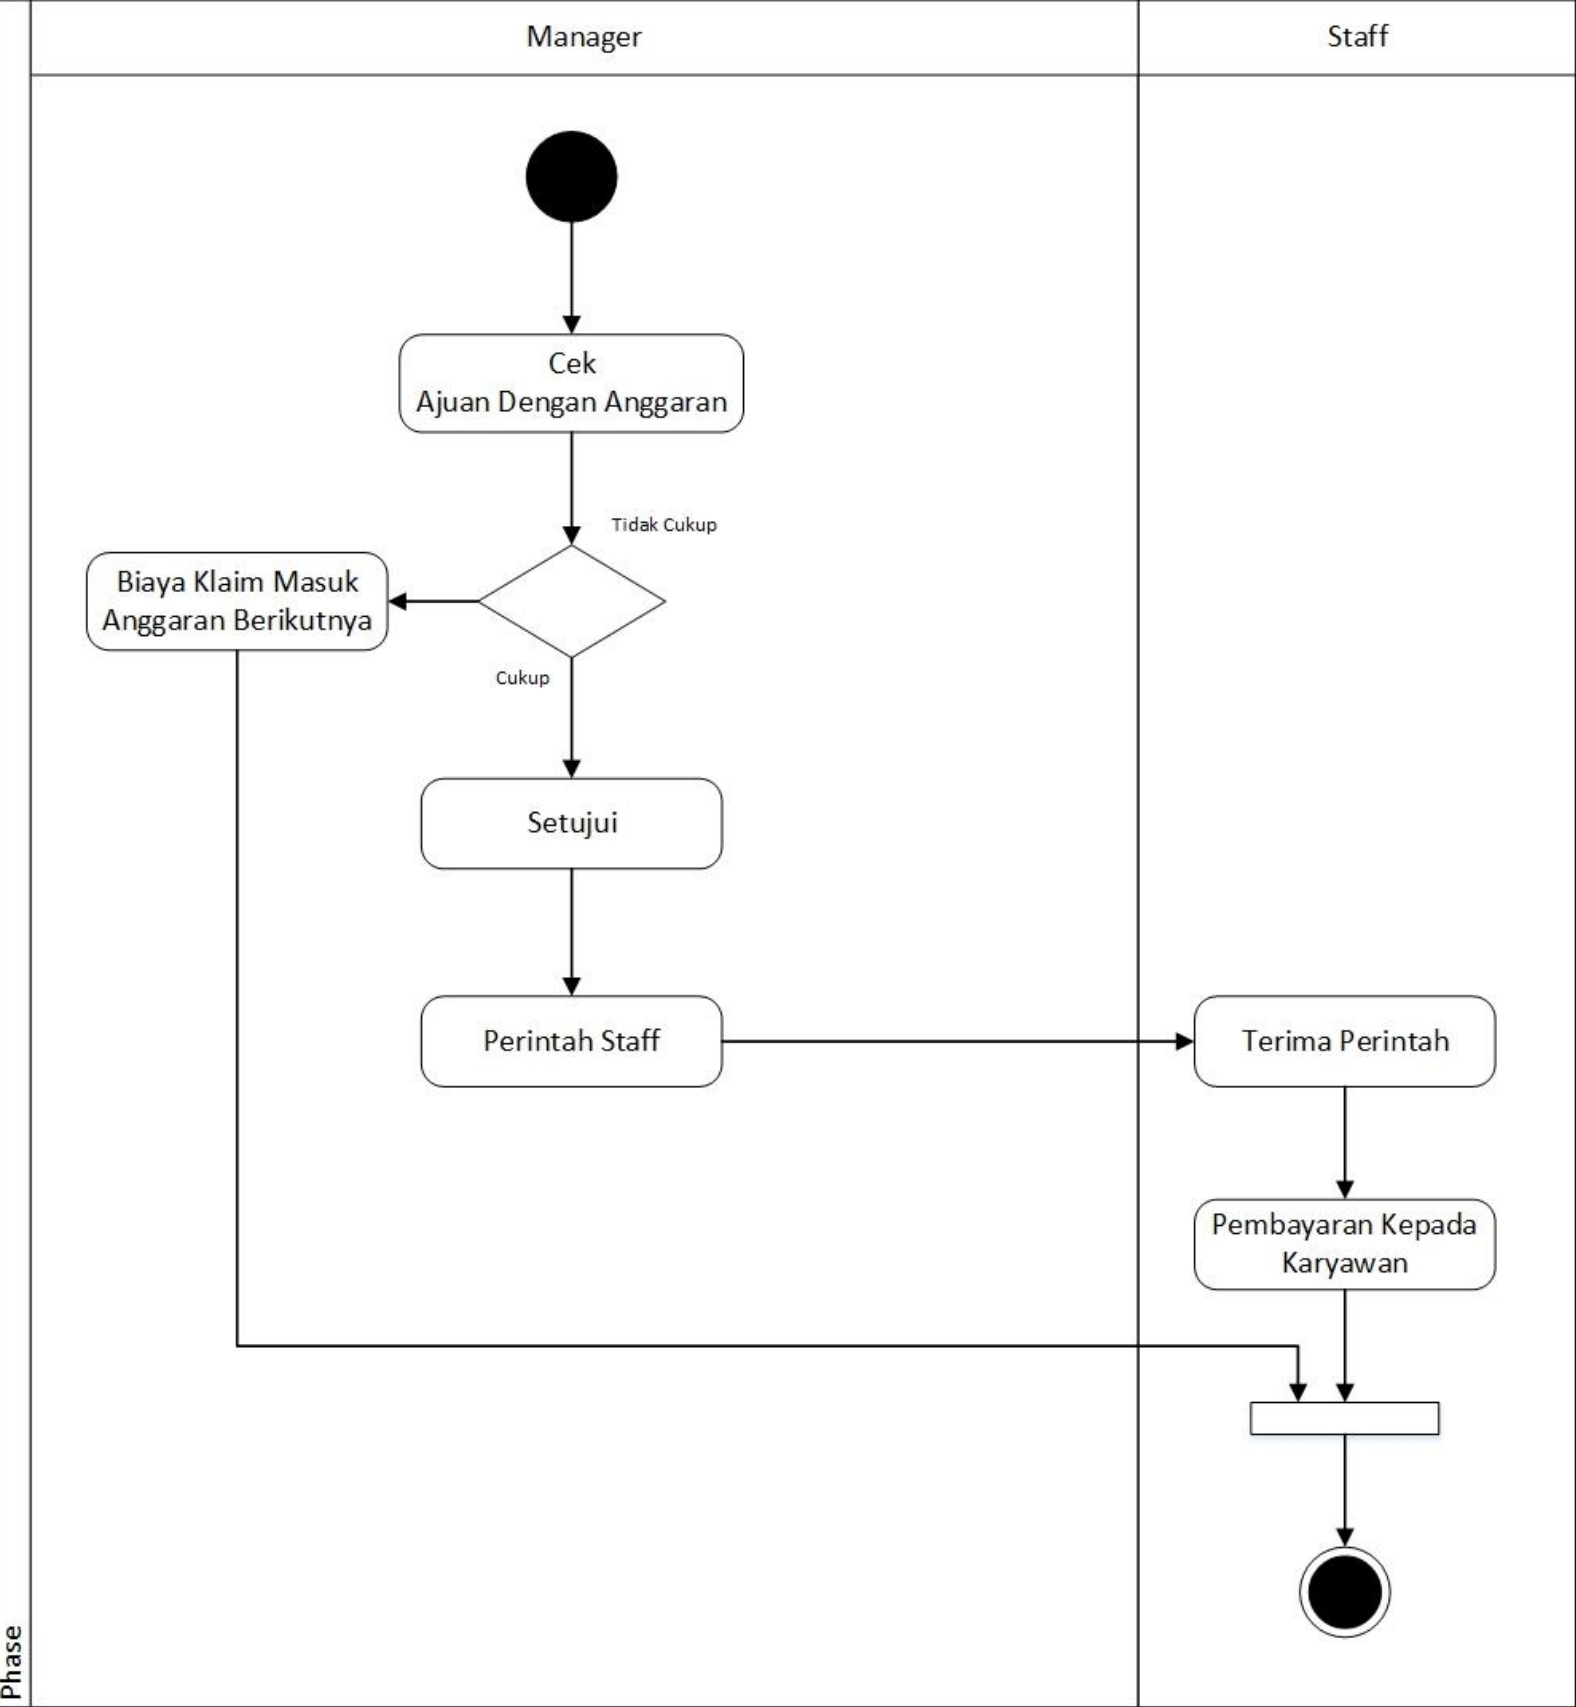 Manager
Staff
Cek
Ajuan Dengan Anggaran
Tidak Cukup
Biaya Klaim Masuk
Anggaran Berikutnya
Cukup
Setujui
Perintah Staff
Terima Perintah
Pembayaran Kepada
Karyawan
Phase